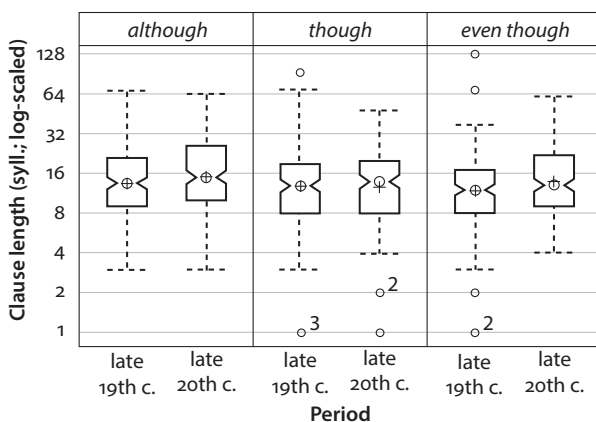 although though even though
Clause length (syll.; log-scaled)
128
64
32
16
8
4
2
1
3
2
2
late
19th c.
late
20th c.
late
19th c.
late
20th c.
late
19th c.
late
20th c.
Period